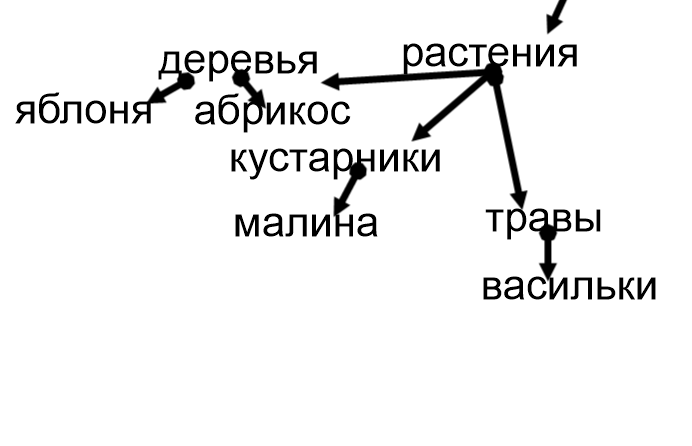 растения
деревья
яблоня
абрикос
кустарники
малина
травы
васильки